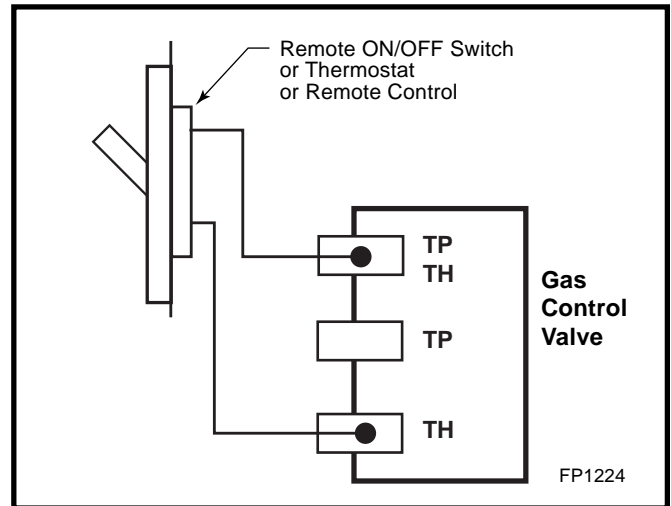 Remote ON/OFF Switch
or Thermostat
or Remote Control
TP
TH
Gas
Control
Valve
TP
TH
FP1224